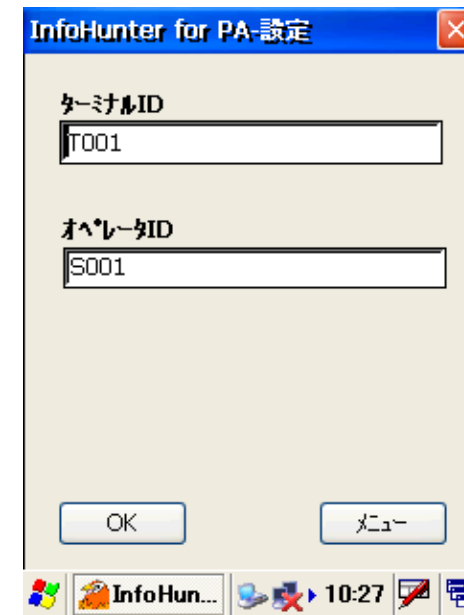 InfoHunter for PA-設定
ﾀｰﾐﾅﾙID
T001
ｵﾍﾟﾚｰﾀID
S001
OK
ﾒﾆｭｰ
InfoHun...
10:27